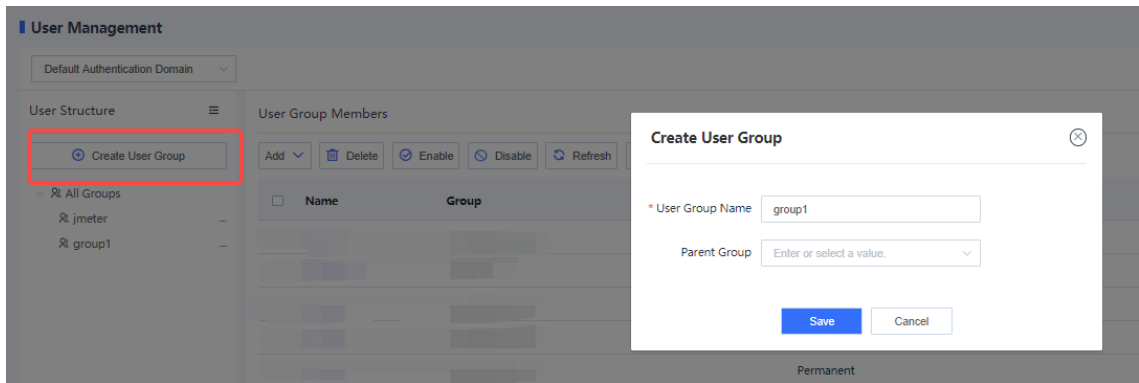 User Management
Default Authentication Domain
User Structure
Create User Group
All Groups
jmeter
...
group1
...
User Group Members
Add
Delete
Enable
Disable
Refresh
Name
Group
Permanent
Create User Group
* User Group Name
group1
Parent Group
Enter or select a value.
Save
Cancel